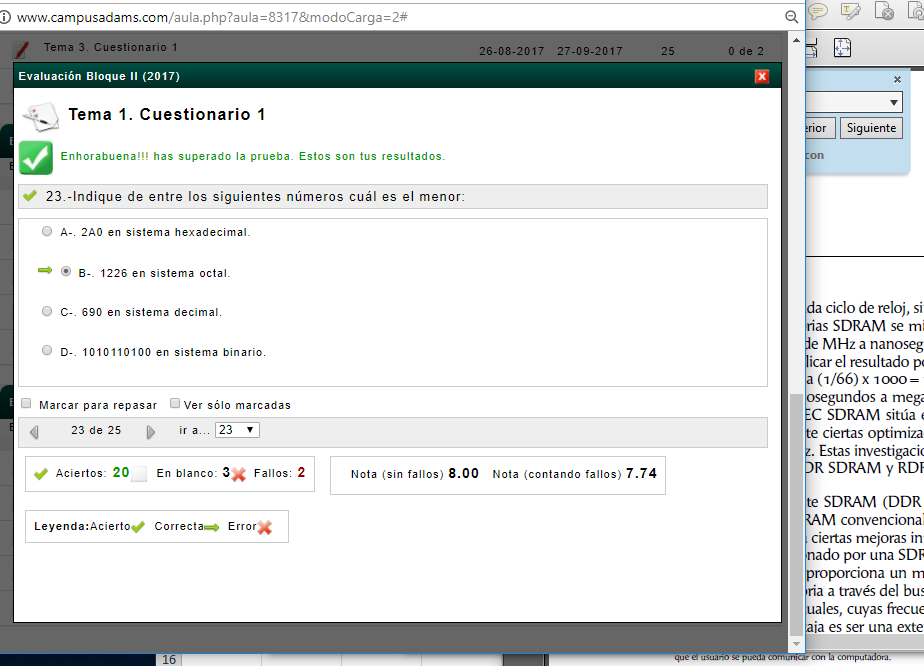 www.campusadams.com/aula.php?aula=8317&modoCarga=2#
Tema 3. Cuestionario 1 26-08-2017 27-09-2017 25 0 de 2
Evaluación Bloque II (2017)
Tema 1. Cuestionario 1
Enhorabuena!!! has superado la prueba. Estos son tus resultados.
23.-Indique de entre los siguientes números cuál es el menor:
A-. 2A0 en sistema hexadecimal.
B-. 1226 en sistema octal.
C-. 690 en sistema decimal.
D-. 1010110100 en sistema binario.
Marcar para repasar Ver sólo marcadas
23 de 25 ir a... 23
Aciertos: 20 En blanco: 3 Fallos: 2 Nota (sin fallos) 8.00 Nota (contando fallos) 7.74
Leyenda:Acierto Correcta Error
16
erior Siguiente
con
da ciclo de reloj, si
rias SDRAM se mi
de MHz a nanoseg
licar el resultado p
a (1/66) x 1000 =
osegundos a mega
EC SDRAM sitúa e
te ciertas optimiza
z. Estas investigacio
DR SDRAM y RDR
te SDRAM (DDR
RAM convencional
ciertas mejoras in
nado por una SDR
proporciona un m
ria a través del bus
uales, cuyas frecue
aja es ser una exte
que el usuario se pueda comunicar con la computadora.